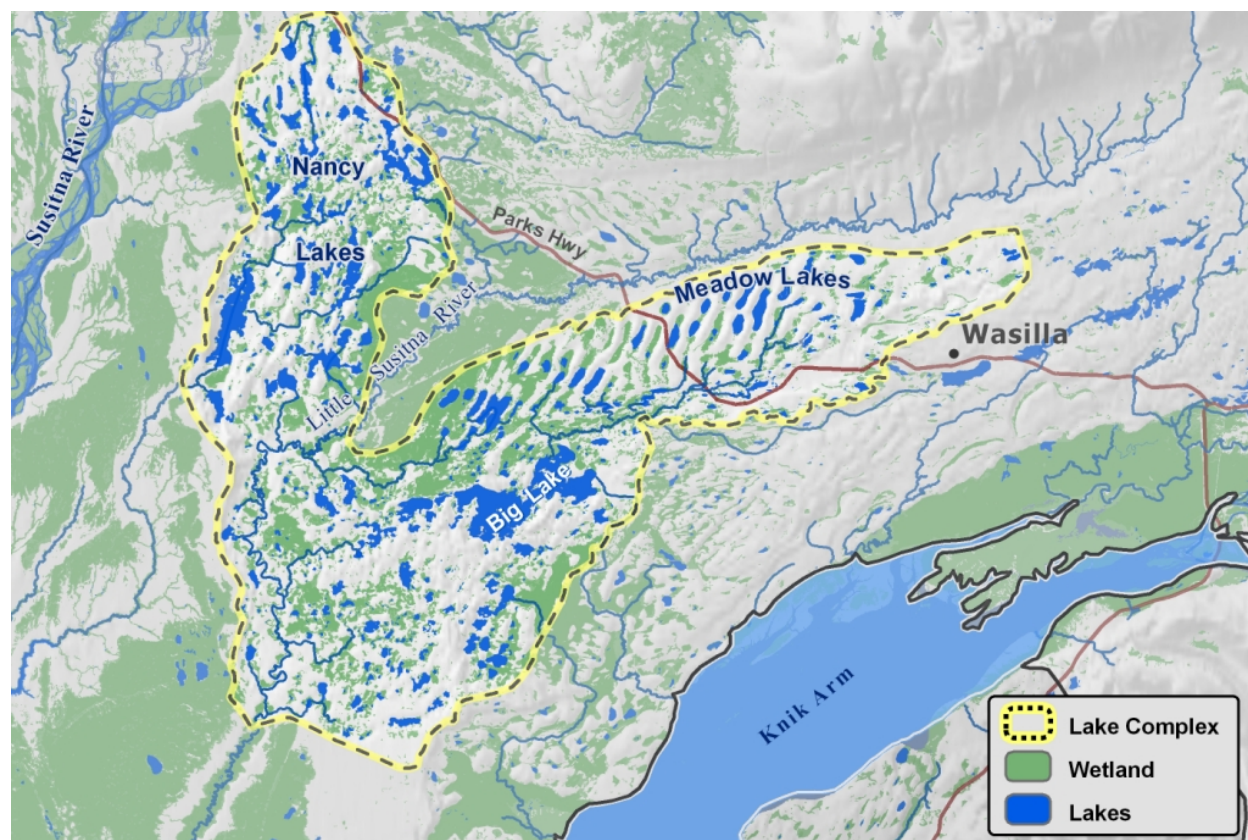 Susitna River
Nancy
Lakes
Parks Hwy
Meadow Lakes
Wasilla
Little Susitna River
Big Lake
Knik Arm
Lake Complex
Wetland
Lakes